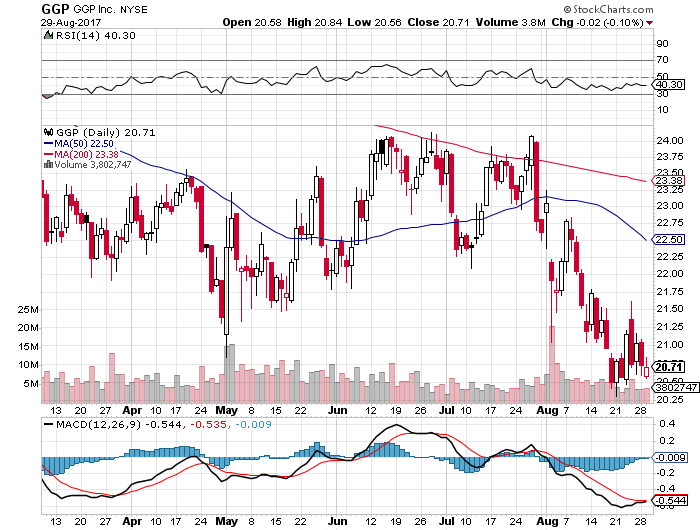 GGP GGP Inc. NYSE © StockCharts.com
29-Aug-2017 Open 20.58 High 20.84 Low 20.56 Close 20.71 Volume 3.8M Chg -0.02 (-0.10%)
RSI(14) 40.30
90
70
50
40.30
30
10
GGP (Daily) 20.71
MA(50) 22.50
MA(200) 23.38
Volume 3,802,747
24.00
23.75
23.50
23.38
23.25
23.00
22.75
22.50
22.25
22.00
21.75
21.50
25M 21.25
20M 21.00
15M
10M 20.71
5M 3802747
20.25
13 20 27 Apr 10 17 24 May 8 15 22 Jun 12 19 26 Jul 10 17 24 Aug 7 14 21 28
MACD(12,26,9) -0.544, -0.535, -0.009
0.4
0.2
-0.009
-0.2
-0.4
-0.544
13 20 27 Apr 10 17 24 May 8 15 22 Jun 12 19 26 Jul 10 17 24 Aug 7 14 21 28